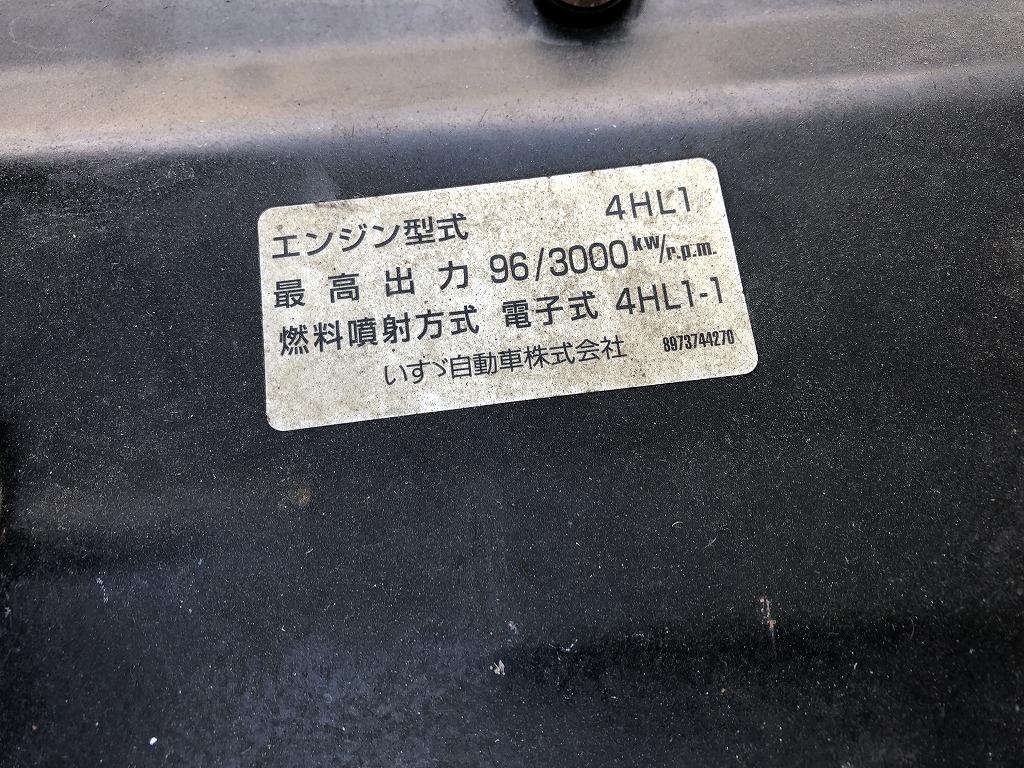 エンジン型式 4HL1
最高出力 96/3000 kw/r.p.m.
燃料噴射方式 電子式 4HL1-1
いすゞ自動車株式会社 8973744270